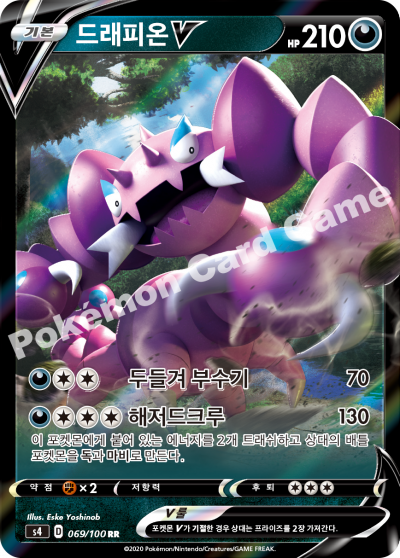 기본 드래피온 V HP 210
Pokémon Card Game
두들겨 부수기 70
해저드크루 130
이 포켓몬에게 붙어 있는 에너지를 2개 트래쉬하고 상대의 배틀
포켓몬을 독과 마비로 만든다.
약점 ×2 저항력 후퇴
Illus. Eske Yoshinob
V룰
s4 D 069/100 RR
포켓몬 V가 기절한 경우 상대는 프라이즈를 2장 가져간다.
©2020 Pokémon/Nintendo/Creatures/GAME FREAK.